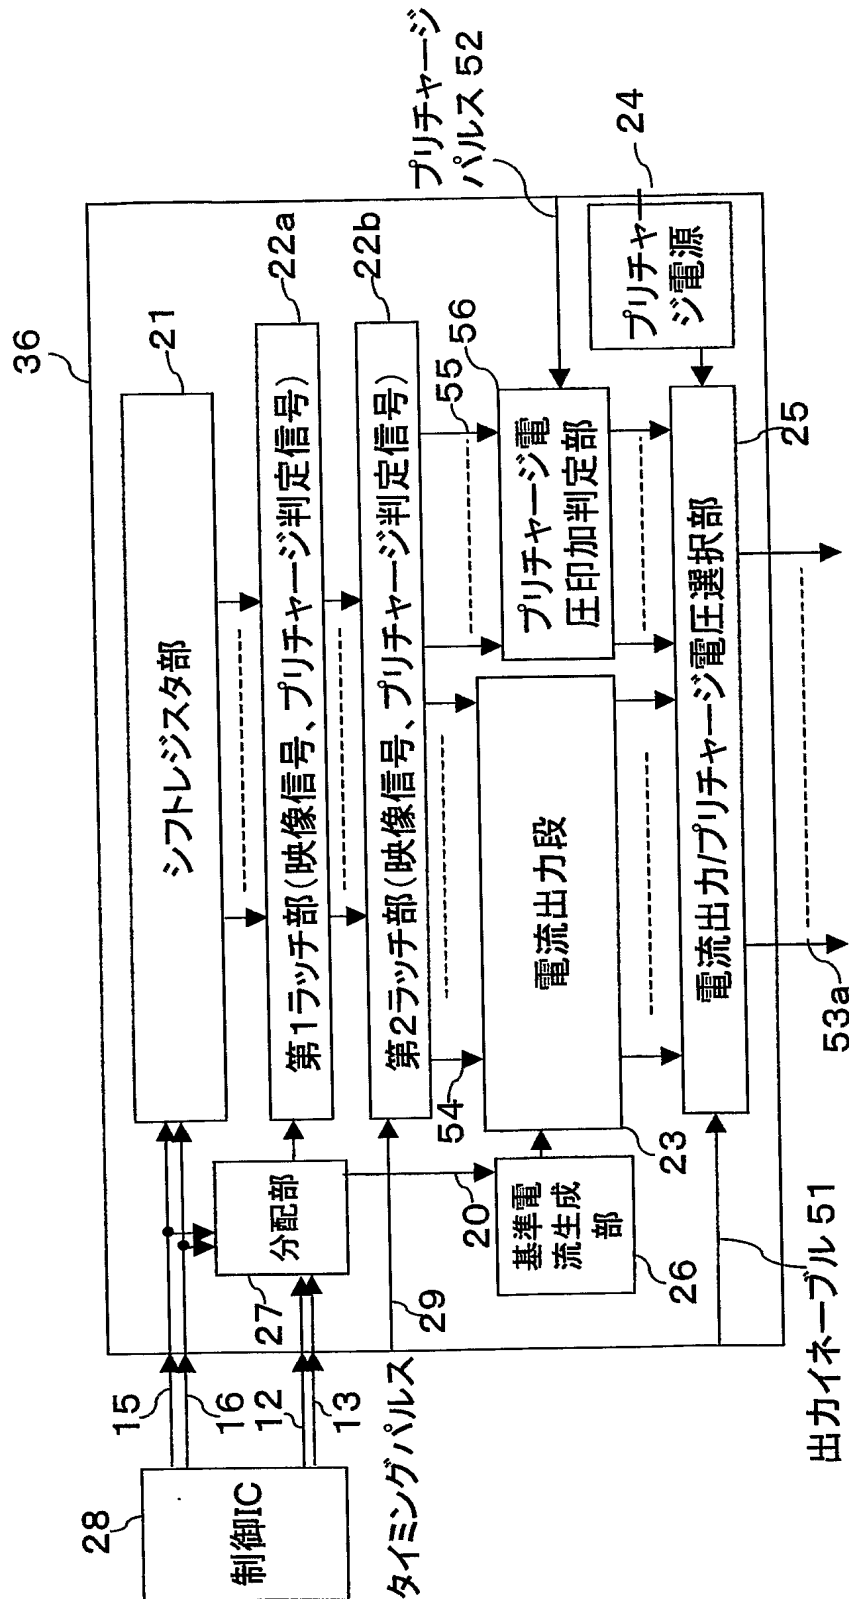 36
21
シフトレジスタ部
22a
第1ラッチ部(映像信号、プリチャージ判定信号)
22b
第2ラッチ部(映像信号、プリチャージ判定信号)
28
制御IC
15
16
12
13
27
分配部
タイミングパルス
29
20
54
55
56
プリチャージ
パルス52
基準電
流生成
部
26
電流出力段
23
プリチャージ電
圧印加判定部
24
プリチャー
ジ電源
電流出力/プリチャージ電圧選択部
25
出力イネーブル51
53a